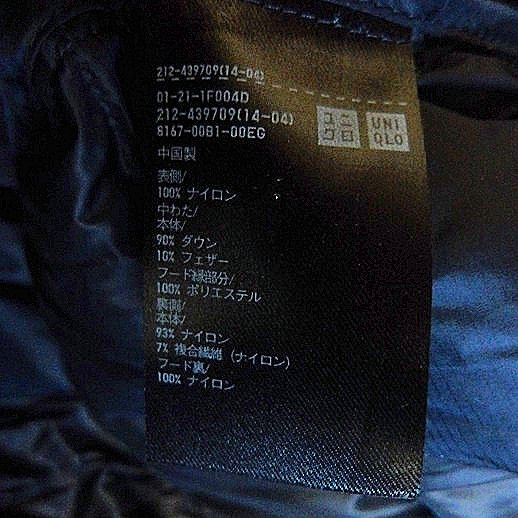 212-439709(14-04)
01-21-1F004D
212-439709(14-04)
8167-00B1-00EG
ユニ
クロ
UNI
QLO
中国製
表側/
100% ナイロン
中わた/
本体/
90% ダウン
10% フェザー
フード縁部分/
100% ポリエステル
裏側/
本体/
93% ナイロン
7% 複合繊維 (ナイロン)
フード裏/
100% ナイロン